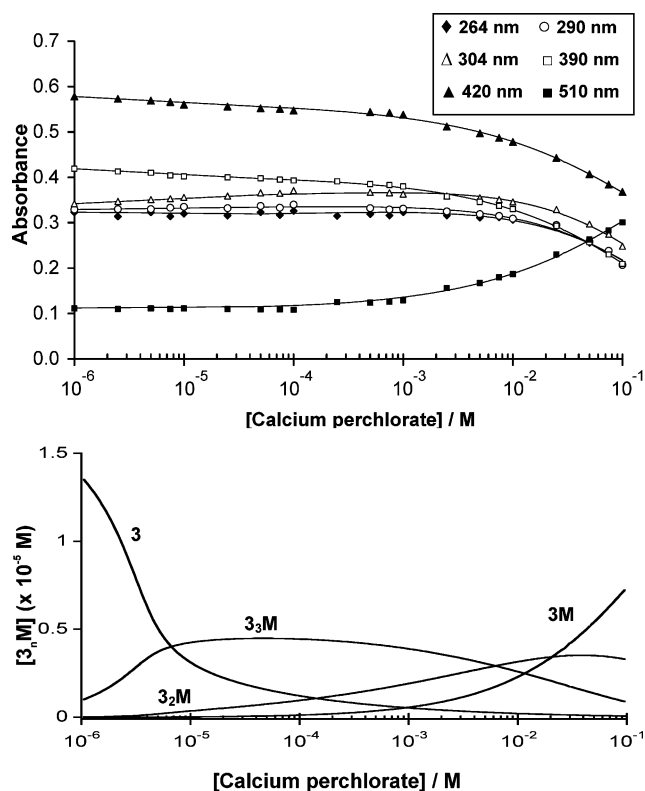 264 nm 290 nm
304 nm 390 nm
420 nm 510 nm
Absorbance
0.7
0.6
0.5
0.4
0.3
0.2
0.1
0.0
10⁻⁶ 10⁻⁵ 10⁻⁴ 10⁻³ 10⁻² 10⁻¹
[Calcium perchlorate] / M
[3ₙM] (x 10⁻⁵ M)
1.5
1
0.5
0
3
3₃M
3₂M
3M
10⁻⁶ 10⁻⁵ 10⁻⁴ 10⁻³ 10⁻² 10⁻¹
[Calcium perchlorate] / M